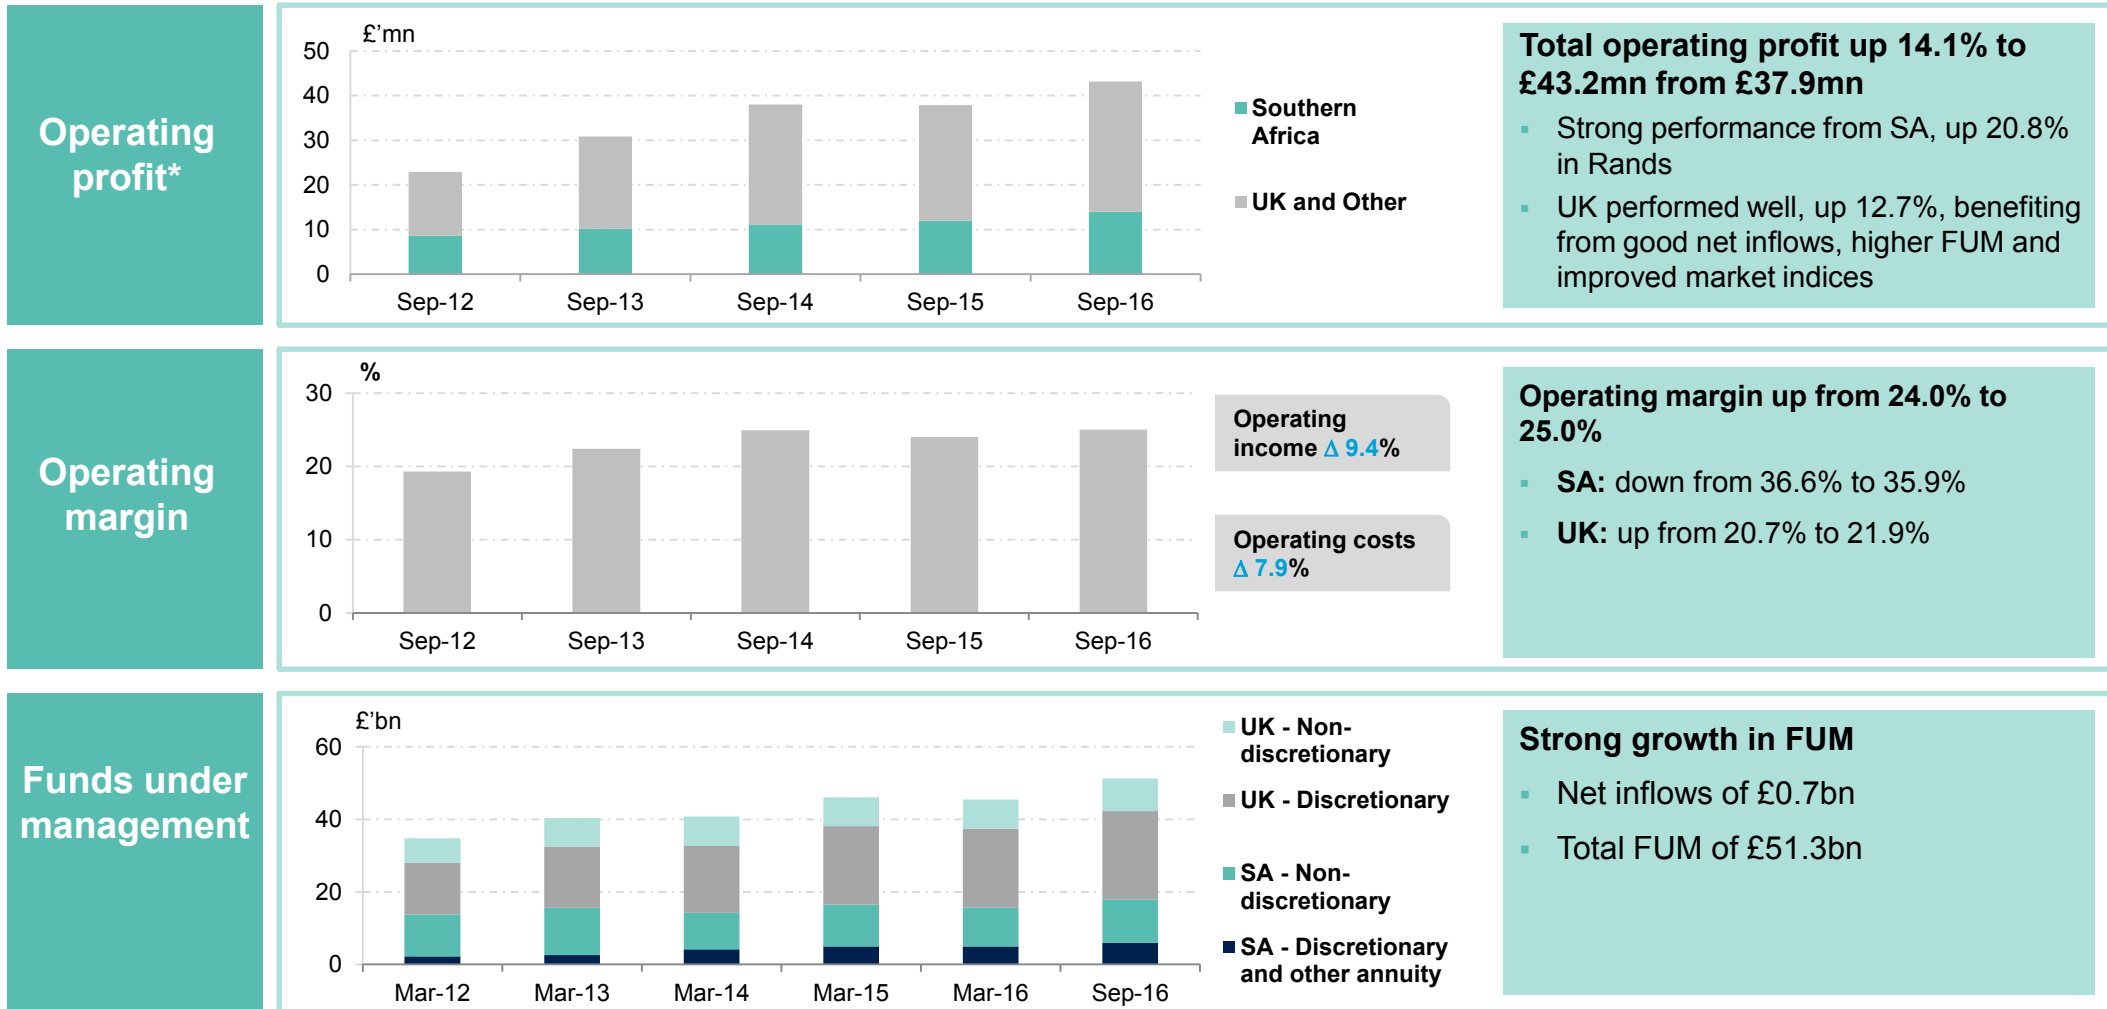 Operating
profit*
£'mn
50
40
30
20
10
0
Sep-12
Sep-13
Sep-14
Sep-15
Sep-16
Southern
Africa
UK and Other
Total operating profit up 14.1% to
£43.2mn from £37.9mn
Strong performance from SA, up 20.8%
in Rands
UK performed well, up 12.7%, benefiting
from good net inflows, higher FUM and
improved market indices
Operating
margin
%
30
20
10
0
Sep-12
Sep-13
Sep-14
Sep-15
Sep-16
Operating
income Δ 9.4%
Operating costs
Δ 7.9%
Operating margin up from 24.0% to
25.0%
SA: down from 36.6% to 35.9%
UK: up from 20.7% to 21.9%
Funds under
management
£'bn
60
40
20
0
Mar-12
Mar-13
Mar-14
Mar-15
Mar-16
Sep-16
UK - Non-
discretionary
UK - Discretionary
SA - Non-
discretionary
SA - Discretionary
and other annuity
Strong growth in FUM
Net inflows of £0.7bn
Total FUM of £51.3bn